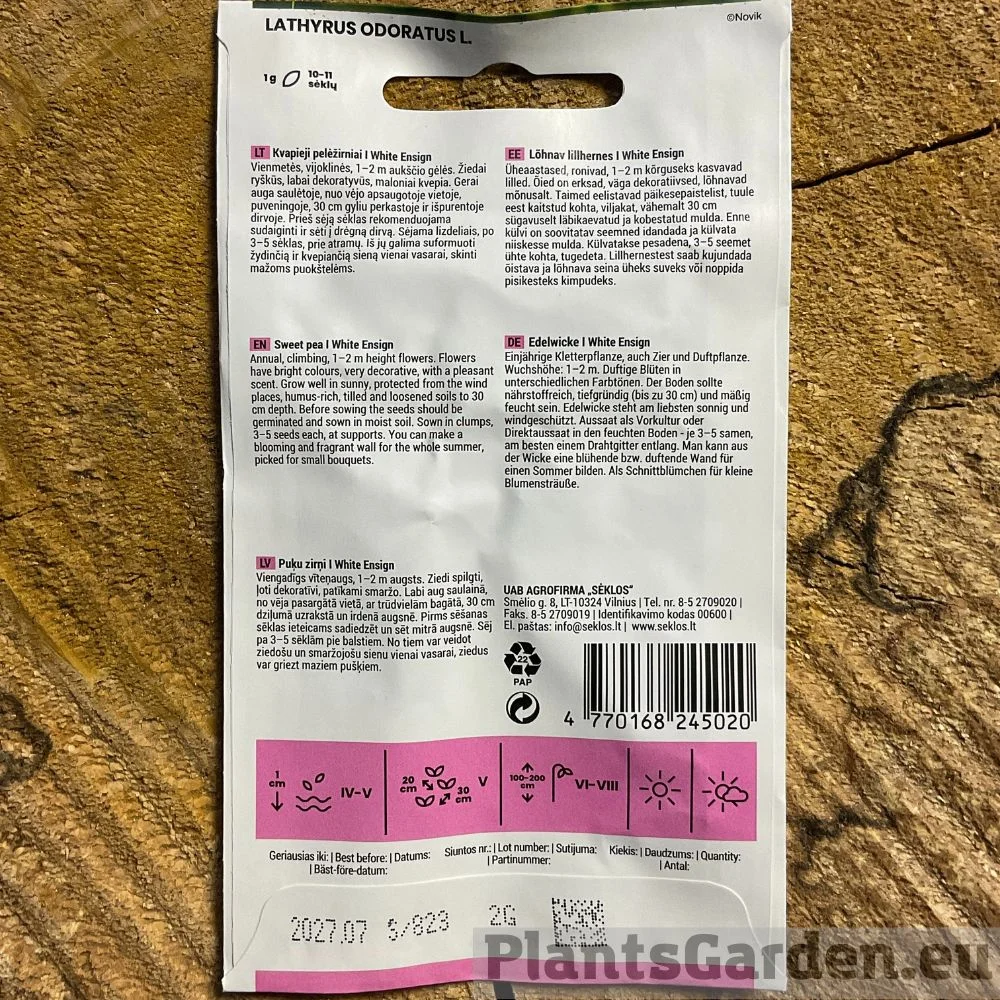 LATHYRUS ODORATUS L.
©Novik
1 g 10–11
sėklų
LT Kvapieji pelėžirniai I White Ensign
Vienmetės, vijoklinės, 1–2 m aukščio gėlės. Žiedai
ryškūs, labai dekoratyvūs, maloniai kvepia. Gerai
auga saulėtoje, nuo vėjo apsaugotoje vietoje,
puveningoje, 30 cm gyliu perkastoje ir išpurentoje
dirvoje. Prieš sėją sėklas rekomenduojama
sudaiginti ir sėti į drėgną dirvą. Sėjama lizdeliais, po
3–5 sėklas, prie atramų. Iš jų galima suformuoti
žydinčią ir kvepiančią sieną vienai vasarai, skinti
mažoms puokštelėms.
EE Lõhnav lillhernes I White Ensign
Üheaastased, ronivad, 1–2 m kõrguseks kasvavad
lilled. Õied on erksad, väga dekoratiivsed, lõhnavad
mõnusalt. Taimed eelistavad päikesepaistelist, tuule
eest kaitstud kohta, viljakat, vähemalt 30 cm
sügavuselt läbikaevatud ja kobestatud mulda. Enne
külvi on soovitatav seemned idandada ja külvata
niiskesse mulda. Külvatakse pesadena, 3–5 seemet
ühte kohta, tugedeta. Lillhernestest saab kujundada
õistava ja lõhnava seina üheks suveks või noppida
pisikesteks kimpudeks.
EN Sweet pea I White Ensign
Annual, climbing, 1–2 m height flowers. Flowers
have bright colours, very decorative, with a pleasant
scent. Grow well in sunny, protected from the wind
places, humus-rich, tilled and loosened soils to 30
cm depth. Before sowing the seeds should be
germinated and sown in moist soil. Sown in clumps,
3–5 seeds each, at supports. You can make a
blooming and fragrant wall for the whole summer,
picked for small bouquets.
DE Edelwicke I White Ensign
Einjährige Kletterpflanze, auch Zier und Duftpflanze.
Wuchshöhe: 1–2 m. Duftige Blüten in
unterschiedlichen Farbtönen. Der Boden sollte
nährstoffreich, tiefgründig (bis zu 30 cm) und mäßig
feucht sein. Edelwicke steht am liebsten sonnig und
windgeschützt. Aussaat als Vorkultur oder
Direktaussaat in den feuchten Boden - je 3–5 samen,
am besten einem Drahtgitter entlang. Man kann aus
der Wicke eine blühende bzw. duftende Wand für
einen Sommer bilden. Als Schnittblümchen für kleine
Blumensträuße.
LV Puķu zirņi I White Ensign
Viengadīgs vīteņaugs, 1–2 m augsts. Ziedi spilgti,
ļoti dekoratīvi, patīkami smaržo. Labi aug saulainā,
no vēja pasargātā vietā, ar trūdvielām bagātā, 30 cm
dziļumā uzrakstā un irdenā augsnē. Pirms sēšanas
sēklas ieteicams sadiedzēt un sēt mitrā augsnē. Sēj
pa 3–5 sēklām pie balstiem. No tiem var veidot
ziedošu un smaržojošu sienu vienai vasarai, ziedus
var griezt maziem pušķiem.
UAB AGROFIRMA „SĖKLOS“
Smėlio g. 8, LT-10324 Vilnius | Tel. nr. 8-5 2709020 |
Faks. 8-5 2709019 | Identifikavimo kodas 00600 |
El. paštas: info@seklos.lt | www.seklos.lt
22
PAP
4 770168 245020
1 cm IV–V
20 cm 30 cm V
100–200 cm VI–VIII
Geriausias iki: | Best before: | Datums:
| Bäst-före-datum:
Siuntos nr.: | Lot number: | Sutijuma:
| Partinummer:
Kiekis: | Daudzums: | Quantity:
| Antal:
2027.07 5/823 2G
PlantsGarden.eu